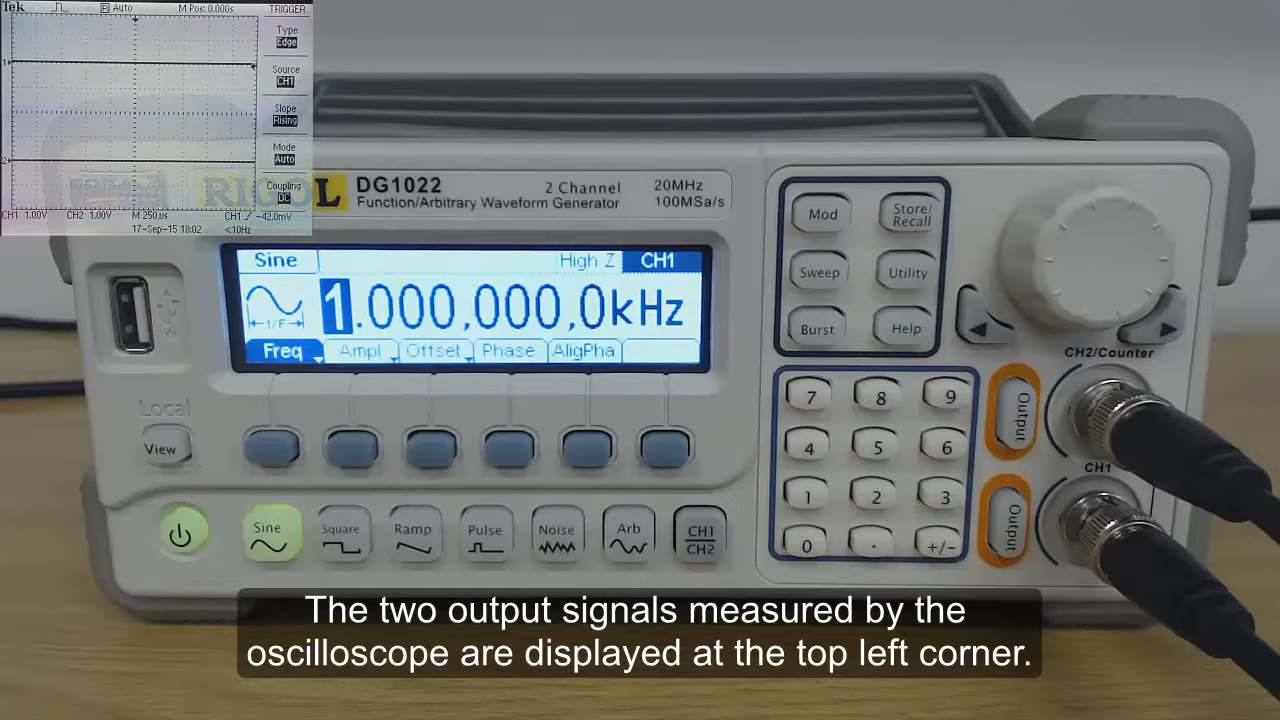 Tek
R Auto
M Pos: 0.000s
TRIGGER
Type
Edge
Source
CH1
Slope
Rising
Mode
Auto
Coupling
DC
1
2
CH1 1.00V
CH2 1.00V
M 250µs
CH1 -42.0mV
17-Sep-15 18:02
<10Hz
RIGOL
DG1022
2 Channel
20MHz
Function/Arbitrary Waveform Generator
100MSa/s
Sine
High Z
CH1
1/F
1.000,000,0kHz
Freq
Ampl
Offset
Phase
AligPha
Local
View
Sine
Square
Ramp
Pulse
Noise
Arb
CH1
CH2
Mod
Store/
Recall
Sweep
Utility
Burst
Help
7 8 9
4 5 6
1 2 3
0 . +/-
CH2/Counter
Output
CH1
Output
The two output signals measured by the
oscilloscope are displayed at the top left corner.